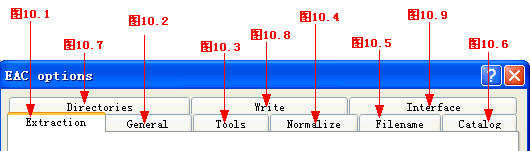 图10.1 图10.2 图10.4 图10.9
图10.7 图10.3 图10.8 图10.5 图10.6
EAC options
Directories Write Interface
Extraction General Tools Normalize Filename Catalog